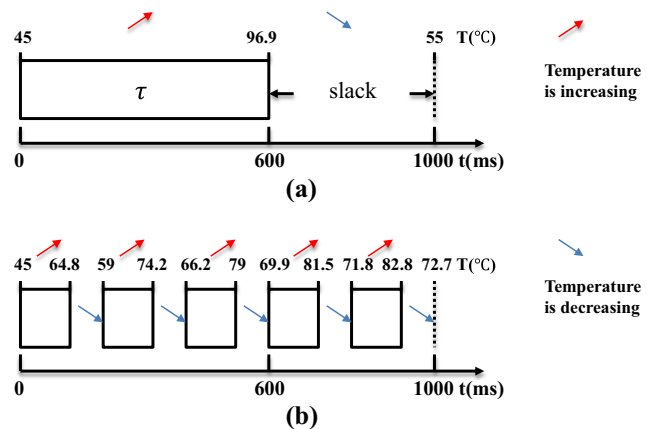 45 96.9 55 T(℃)
τ slack
0 600 1000 t(ms)
(a)
Temperature
is increasing
45 64.8 59 74.2 66.2 79 69.9 81.5 71.8 82.8 72.7 T(℃)
0 600 1000 t(ms)
(b)
Temperature
is decreasing